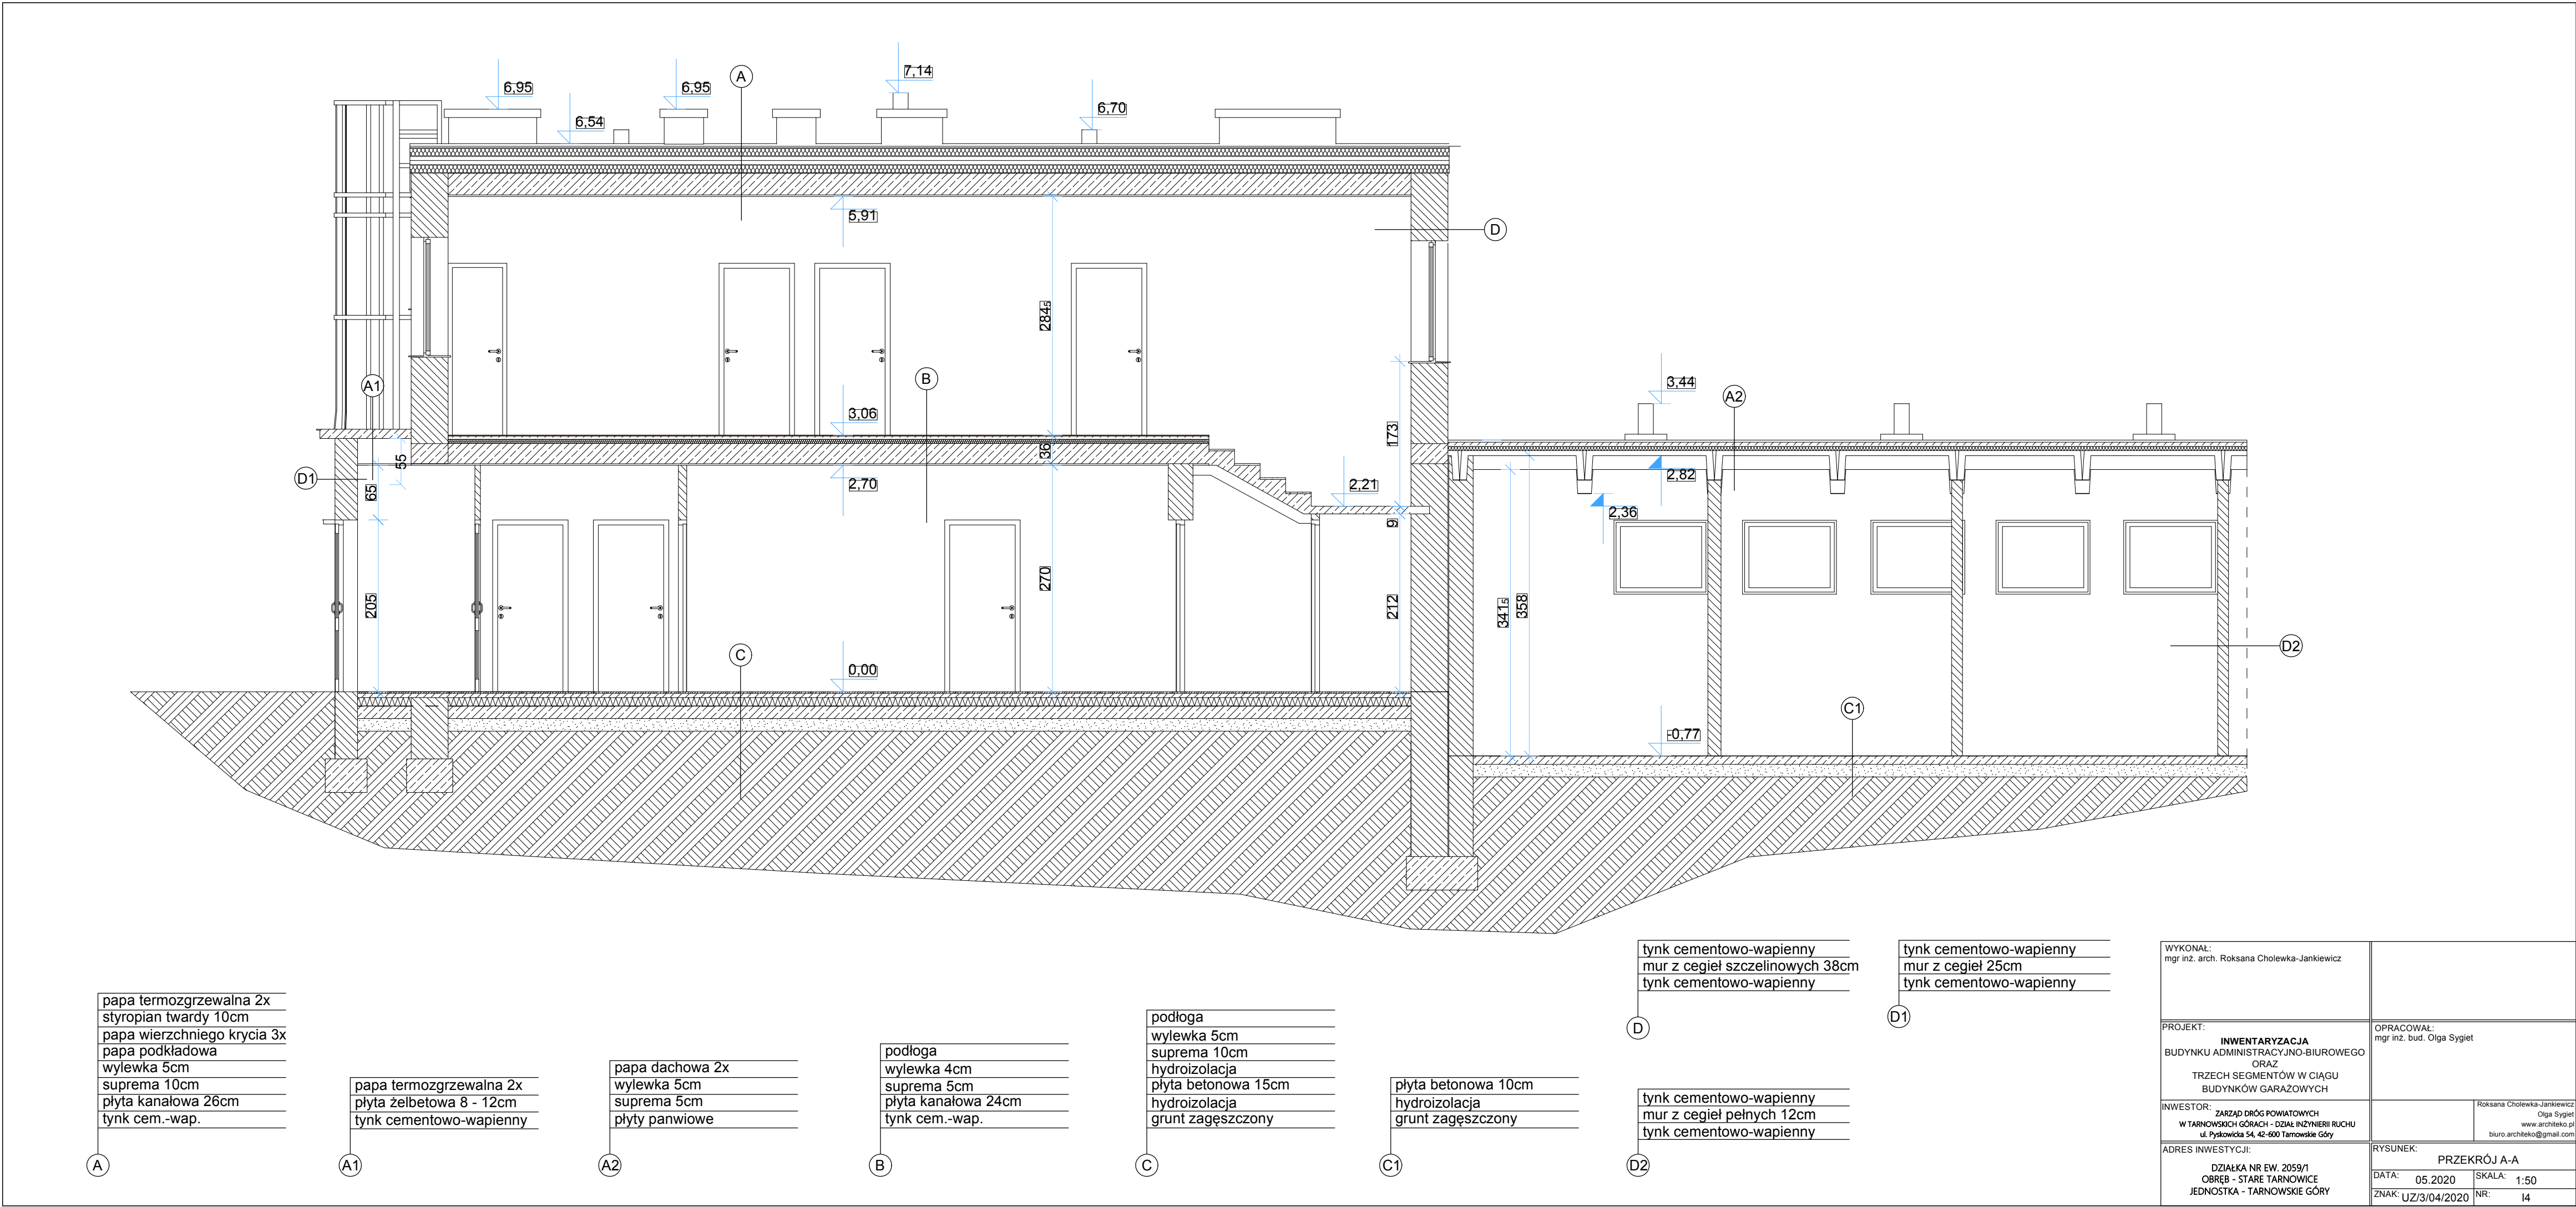 6,95
6,54
6,95
A
7,14
6,70
5,91
D
284,5
A1
B
3,06
3,44
A2
173
36
55
D1
65
2,70
2,21
2,82
2,36
9
205
270
212
341,5
358
D2
C
0,00
C1
-0,77
papa termozgrzewalna 2x
styropian twardy 10cm
papa wierzchniego krycia 3x
papa podkładowa
wylewka 5cm
suprema 10cm
płyta kanałowa 26cm
tynk cem.-wap.
A
papa termozgrzewalna 2x
płyta żelbetowa 8 - 12cm
tynk cementowo-wapienny
A1
papa dachowa 2x
wylewka 5cm
suprema 5cm
płyty panwiowe
A2
podłoga
wylewka 4cm
suprema 5cm
płyta kanałowa 24cm
tynk cem.-wap.
B
podłoga
wylewka 5cm
suprema 10cm
hydroizolacja
płyta betonowa 15cm
hydroizolacja
grunt zagęszczony
C
płyta betonowa 10cm
hydroizolacja
grunt zagęszczony
C1
tynk cementowo-wapienny
mur z cegieł szczelinowych 38cm
tynk cementowo-wapienny
D
tynk cementowo-wapienny
mur z cegieł 25cm
tynk cementowo-wapienny
D1
tynk cementowo-wapienny
mur z cegieł pełnych 12cm
tynk cementowo-wapienny
D2
WYKONAŁ:
mgr inż. arch. Roksana Cholewka-Jankiewicz
PROJEKT:
INWENTARYZACJA
BUDYNKU ADMINISTRACYJNO-BIUROWEGO
ORAZ
TRZECH SEGMENTÓW W CIĄGU
BUDYNKÓW GARAŻOWYCH
OPRACOWAŁ:
mgr inż. bud. Olga Sygiet
INWESTOR:
ZARZĄD DRÓG POWIATOWYCH
W TARNOWSKICH GÓRACH - DZIAŁ INŻYNIERII RUCHU
ul. Pyskowicka 54, 42-600 Tarnowskie Góry
Roksana Cholewka-Jankiewicz
Olga Sygiet
www.architeko.pl
biuro.architeko@gmail.com
ADRES INWESTYCJI:
DZIAŁKA NR EW. 2059/1
OBRĘB - STARE TARNOWICE
JEDNOSTKA - TARNOWSKIE GÓRY
RYSUNEK:
PRZEKRÓJ A-A
DATA: 05.2020
SKALA: 1:50
ZNAK: UZ/3/04/2020
NR: I4